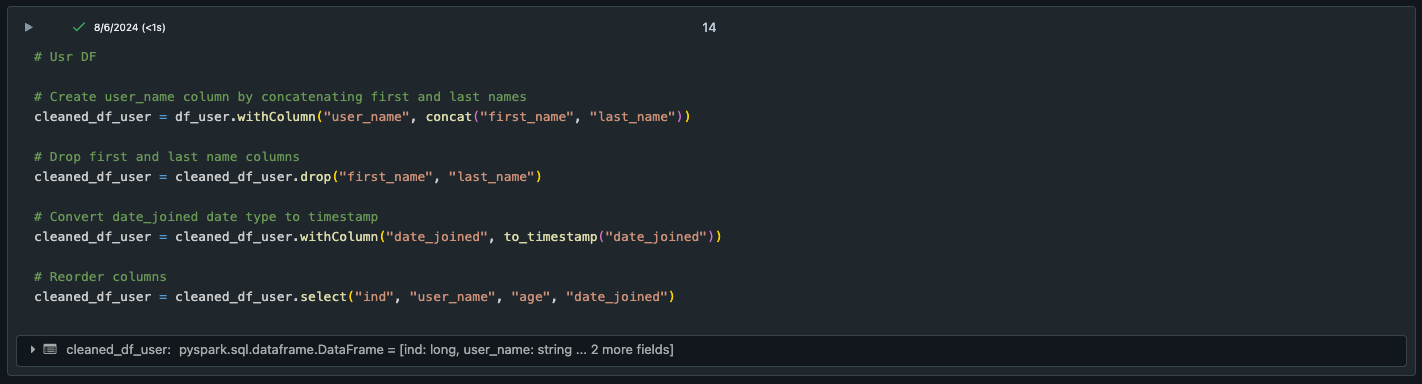 8/6/2024 (<1s)
14
# Usr DF
# Create user_name column by concatenating first and last names
cleaned_df_user = df_user.withColumn("user_name", concat("first_name", "last_name"))
# Drop first and last name columns
cleaned_df_user = cleaned_df_user.drop("first_name", "last_name")
# Convert date_joined date type to timestamp
cleaned_df_user = cleaned_df_user.withColumn("date_joined", to_timestamp("date_joined"))
# Reorder columns
cleaned_df_user = cleaned_df_user.select("ind", "user_name", "age", "date_joined")
cleaned_df_user: pyspark.sql.dataframe.DataFrame = [ind: long, user_name: string ... 2 more fields]